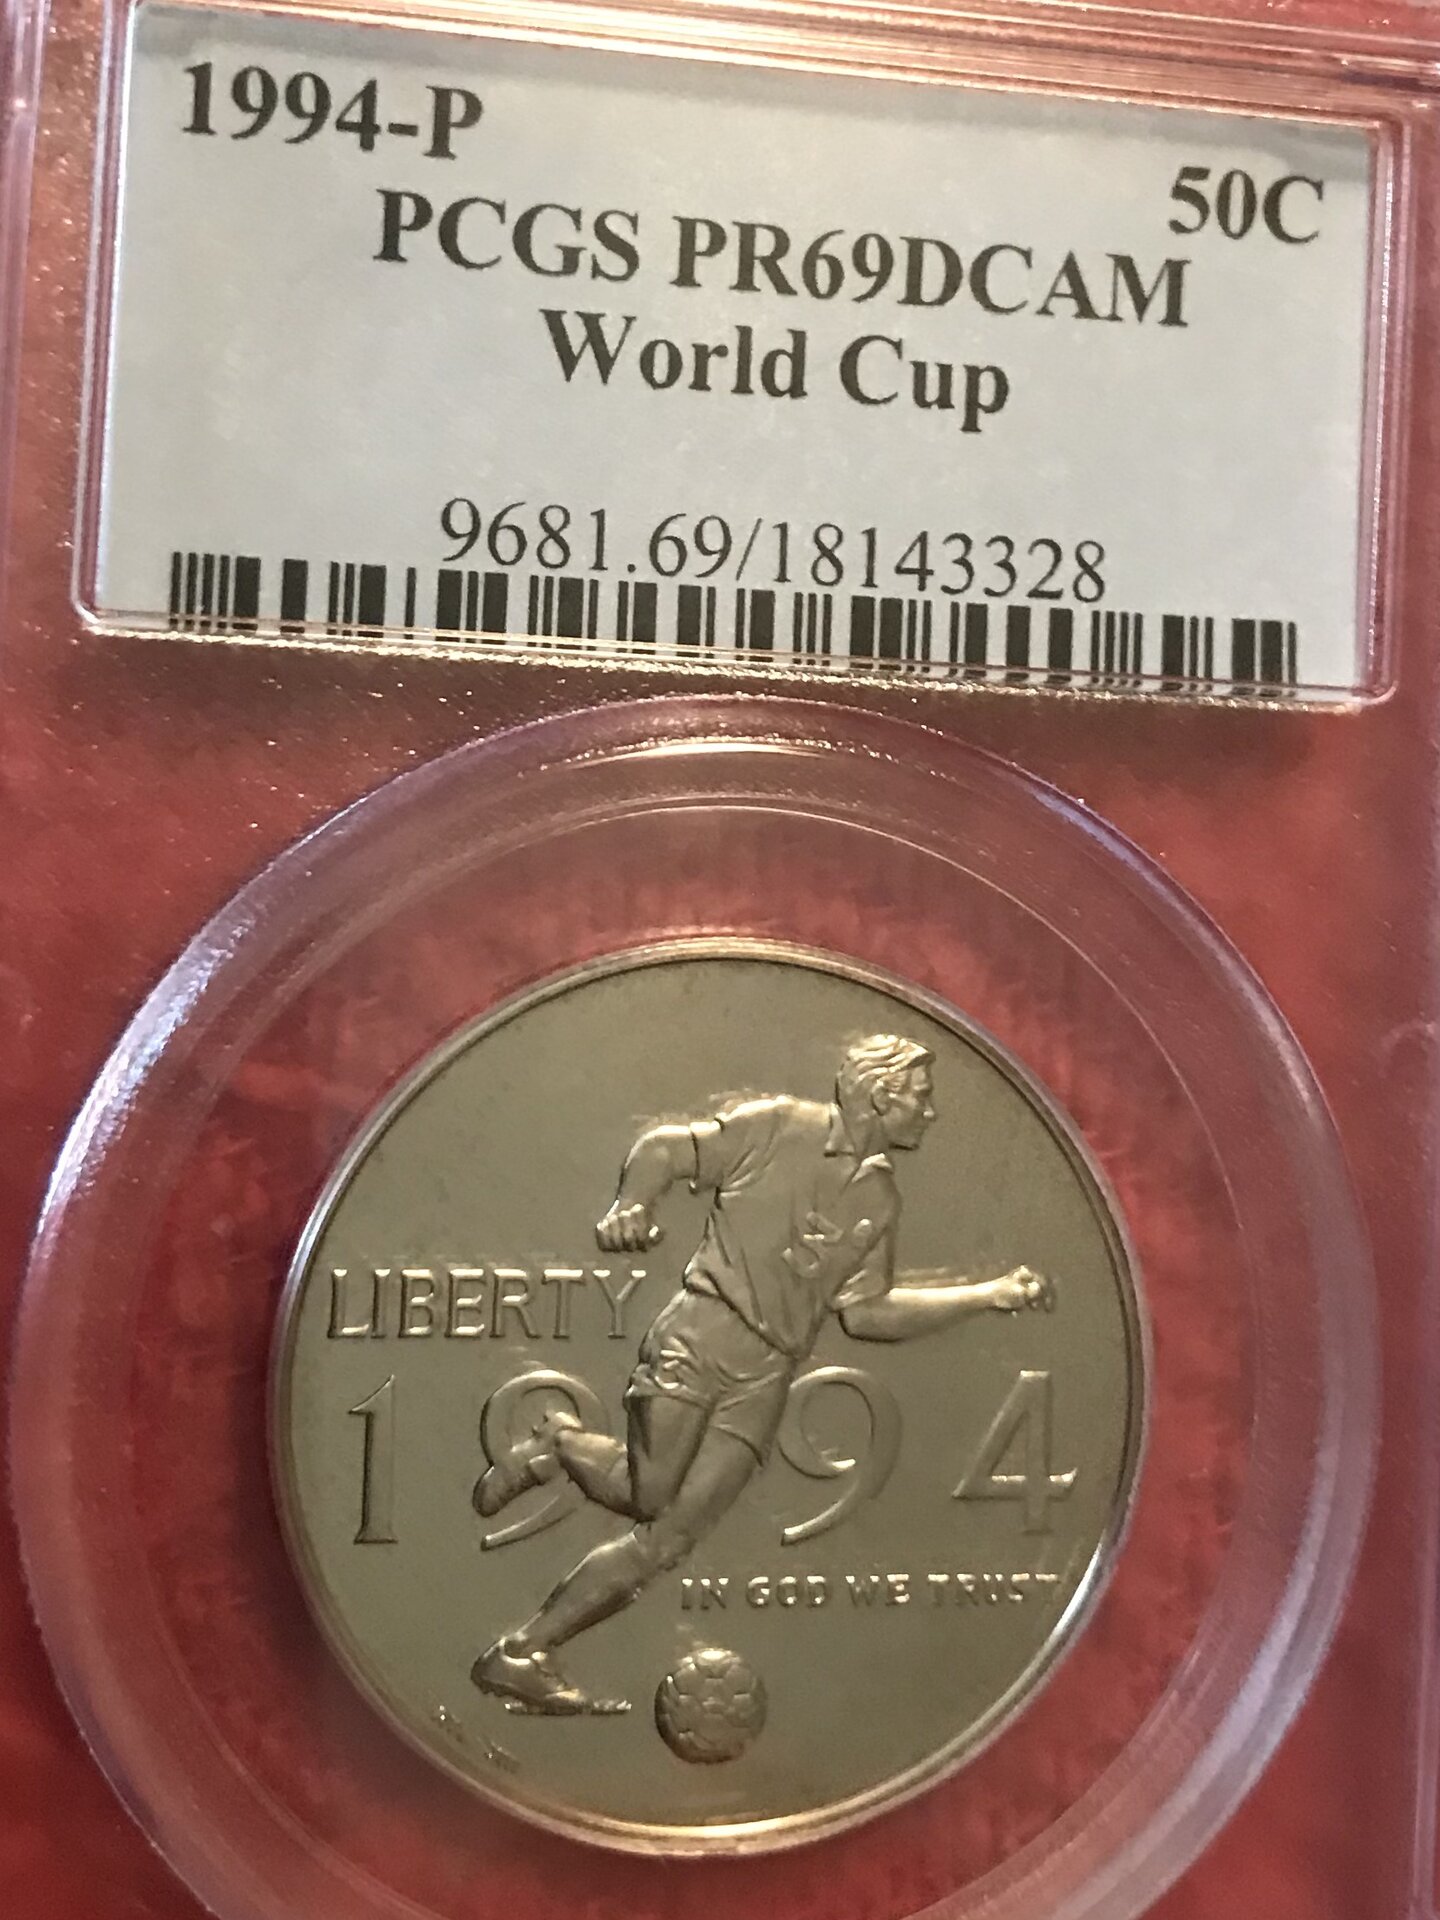 1994-P
50C
PCGS PR69DCAM
World Cup
9681.69/18143328
LIBERTY
1994
IN GOD WE TRUST